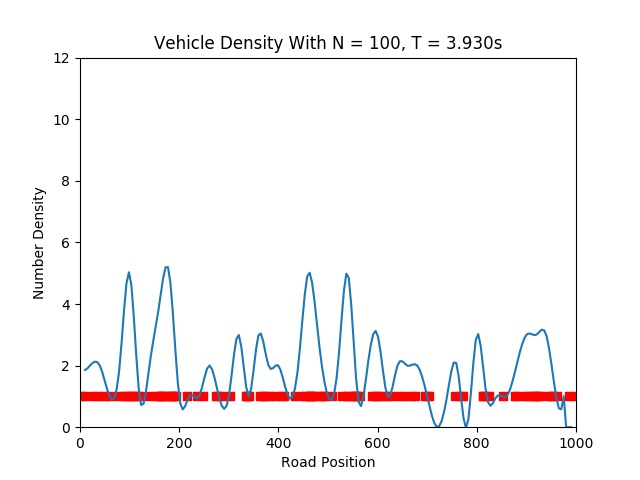 Vehicle Density With N = 100, T = 3.930s
12
10
8
6
4
2
0
Number Density
0 200 400 600 800 1000
Road Position